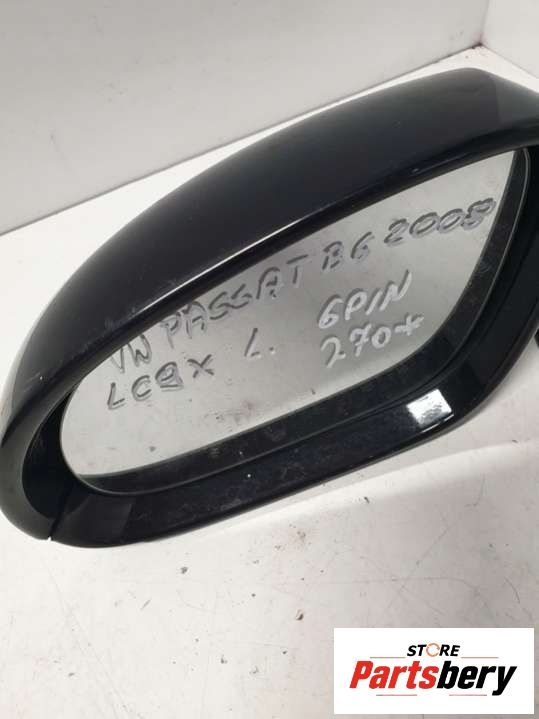 VW PASSAT B6 2008
LC9X L. 6PIN
270+
STORE
Partsbery